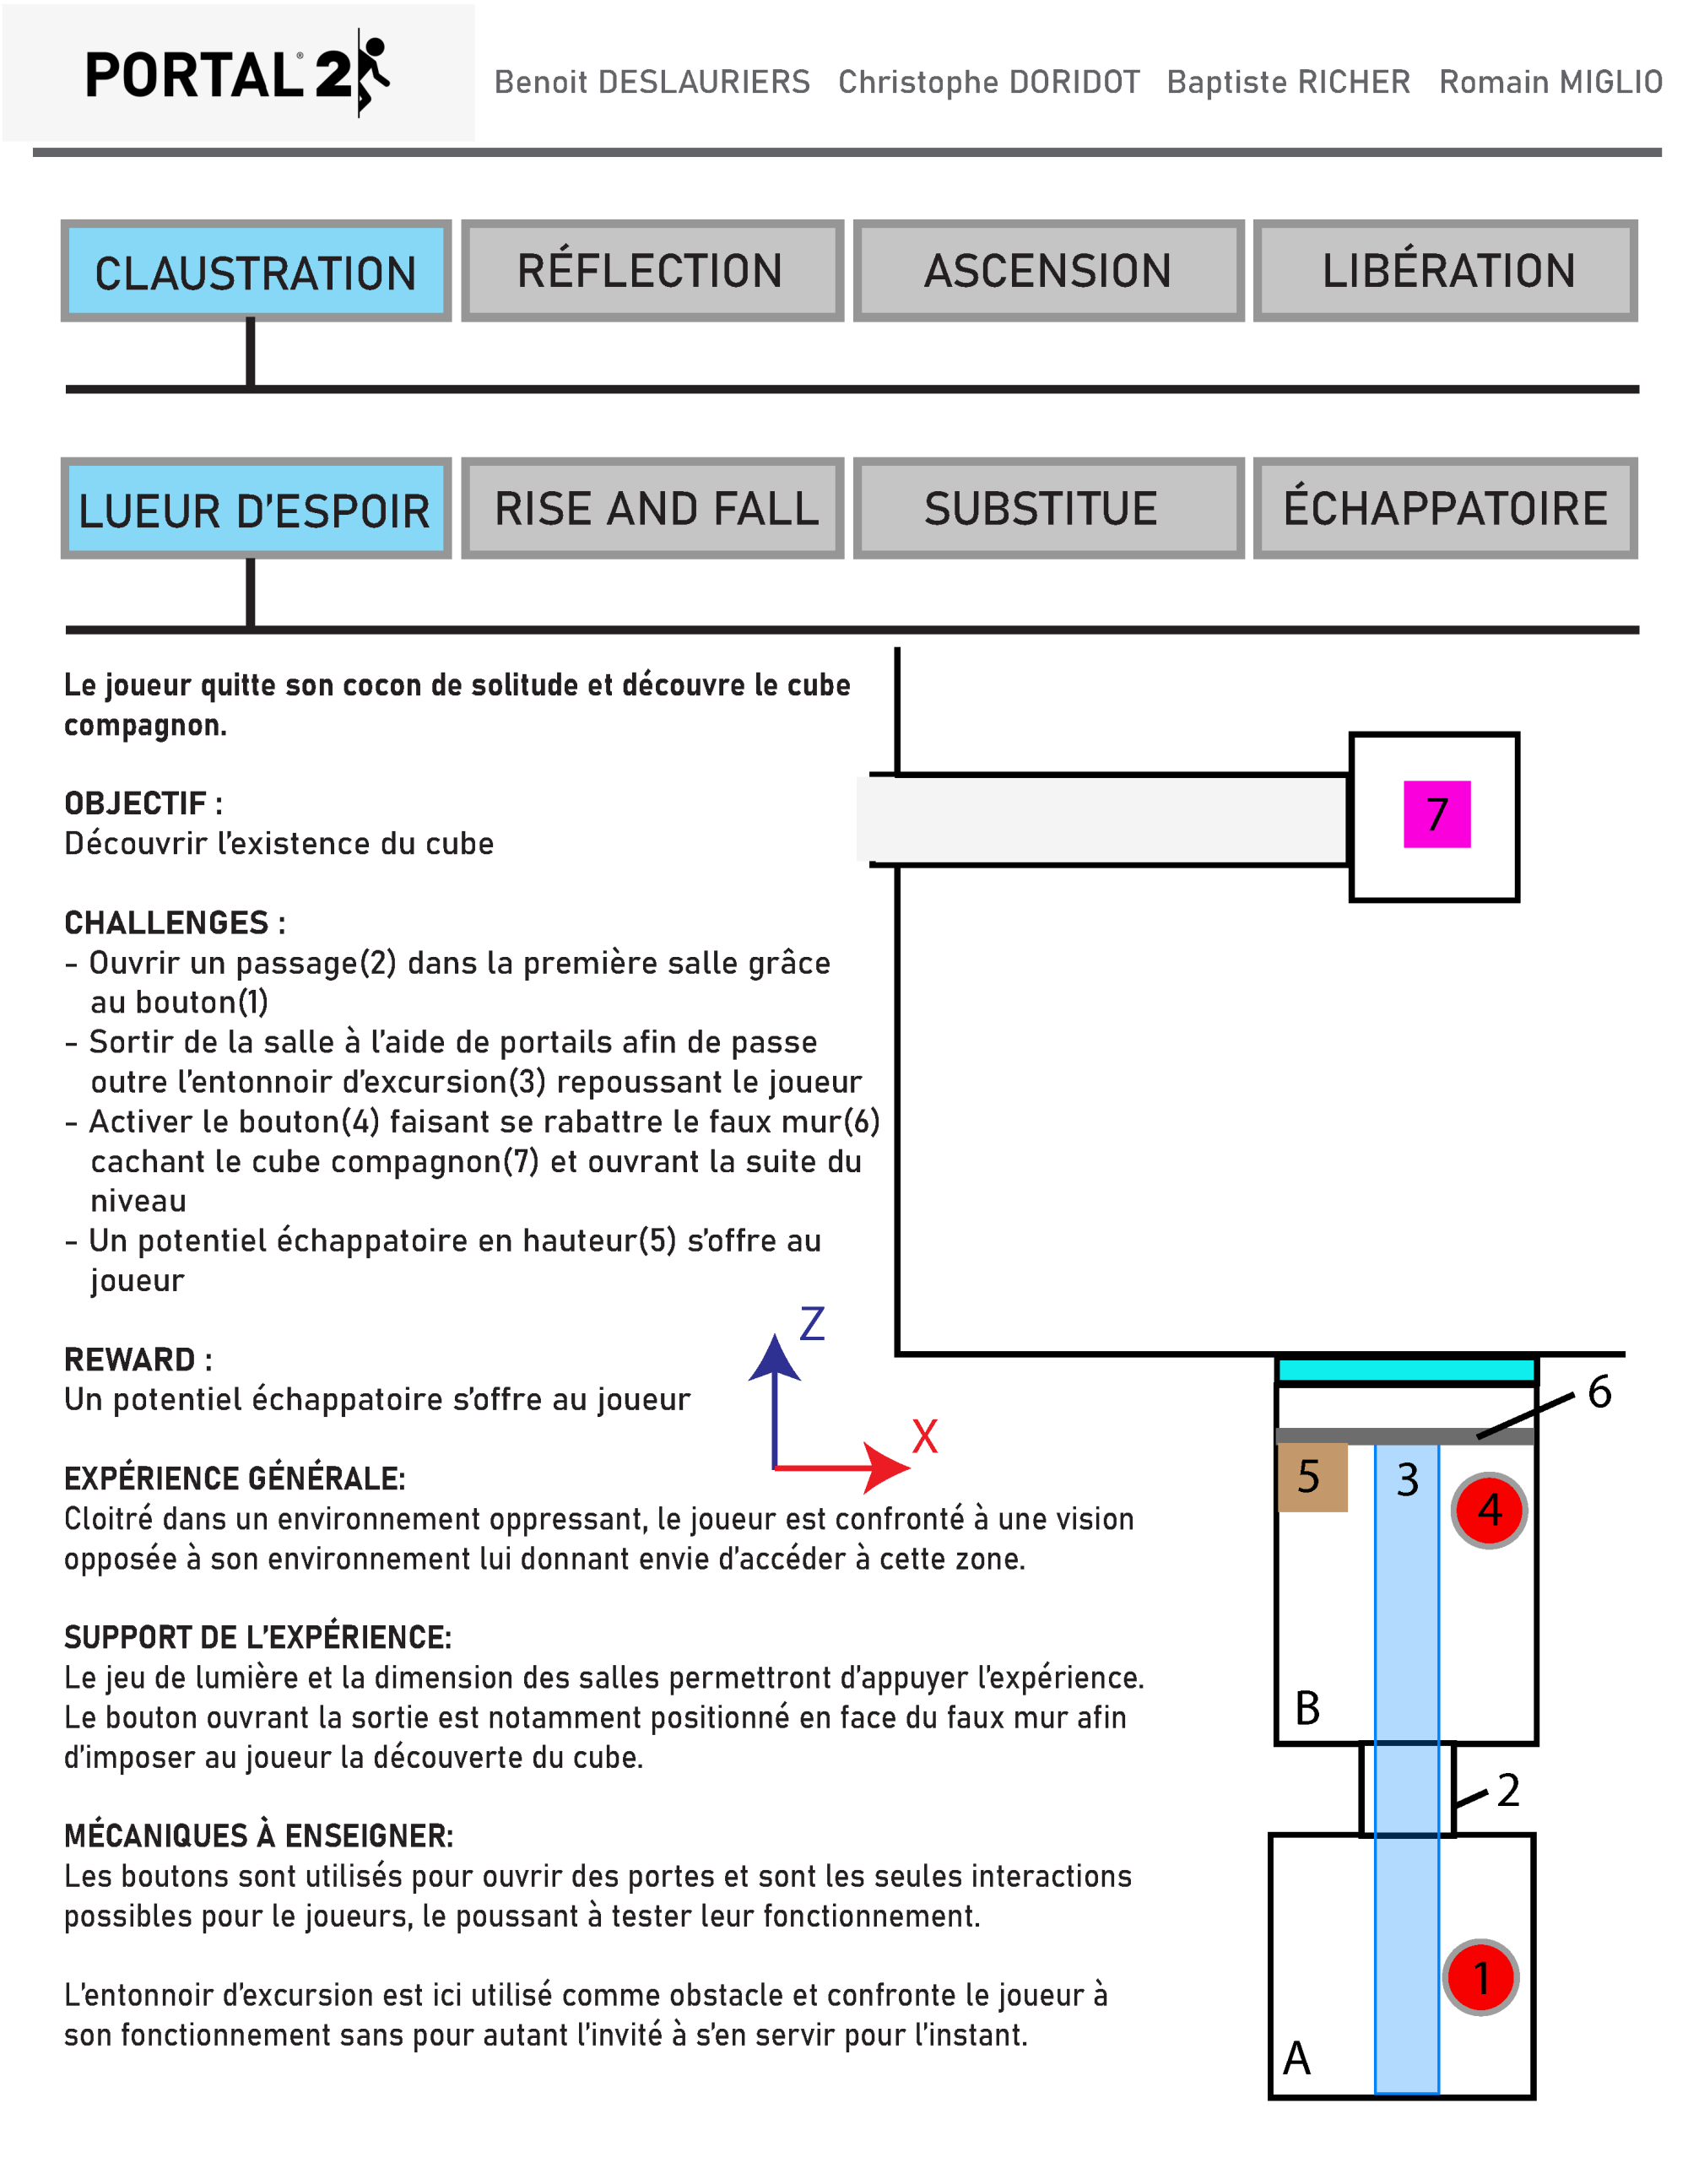 PORTAL® 2
Benoit DESLAURIERS Christophe DORIDOT Baptiste RICHER Romain MIGLIO
CLAUSTRATION RÉFLECTION ASCENSION LIBÉRATION
LUEUR D'ESPOIR RISE AND FALL SUBSTITUE ÉCHAPPATOIRE
Le joueur quitte son cocon de solitude et découvre le cube
compagnon.
OBJECTIF :
Découvrir l'existence du cube
CHALLENGES :
- Ouvrir un passage(2) dans la première salle grâce
au bouton(1)
- Sortir de la salle à l'aide de portails afin de passe
outre l'entonnoir d'excursion(3) repoussant le joueur
- Activer le bouton(4) faisant se rabattre le faux mur(6)
cachant le cube compagnon(7) et ouvrant la suite du
niveau
- Un potentiel échappatoire en hauteur(5) s'offre au
joueur
REWARD :
Un potentiel échappatoire s'offre au joueur
EXPÉRIENCE GÉNÉRALE:
Cloitré dans un environnement oppressant, le joueur est confronté à une vision
opposée à son environnement lui donnant envie d'accéder à cette zone.
SUPPORT DE L'EXPÉRIENCE:
Le jeu de lumière et la dimension des salles permettront d'appuyer l'expérience.
Le bouton ouvrant la sortie est notamment positionné en face du faux mur afin
d'imposer au joueur la découverte du cube.
MÉCANIQUES À ENSEIGNER:
Les boutons sont utilisés pour ouvrir des portes et sont les seules interactions
possibles pour le joueurs, le poussant à tester leur fonctionnement.
L'entonnoir d'excursion est ici utilisé comme obstacle et confronte le joueur à
son fonctionnement sans pour autant l'invité à s'en servir pour l'instant.
7
Z
X
6
5
3
4
B
2
1
A